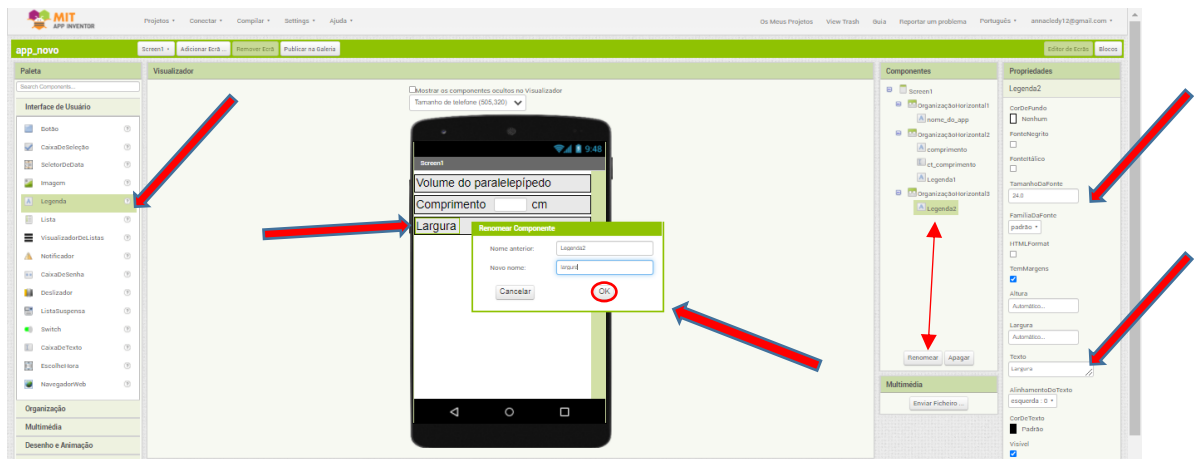 MIT
APP INVENTOR
Projetos Conectar Compilar Settings Ajuda
Os Meus Projetos View Trash Guia Reportar um problema Português annacledy12@gmail.com
app_novo
Screen1 Adicionar Ecrã ... Remover Ecrã Publicar na Galeria
Editor de Ecrãs Blocos
Paleta
Search Components...
Interface de Usuário
Botão
CaixaDeSeleção
SeletorDeData
Imagem
Legenda
Lista
VisualizadorDeListas
Notificador
CaixaDeSenha
Deslizador
ListaSuspensa
Switch
CaixaDeTexto
EscolheHora
NavegadorWeb
Organização
Multimédia
Desenho e Animação
Visualizador
Mostrar os componentes ocultos no Visualizador
Tamanho de telefone (505,320)
9:48
Screen1
Volume do paralelepípedo
Comprimento cm
Largura
Renomear Componente
Nome anterior: Legenda2
Novo nome: largura
Cancelar OK
Componentes
Screen1
OrganizaçãoHorizontal1
nome_do_app
OrganizaçãoHorizontal2
comprimento
ct_comprimento
Legenda1
OrganizaçãoHorizontal3
Legenda2
Renomear Apagar
Multimédia
Enviar Ficheiro ...
Propriedades
Legenda2
CorDeFundo
Nenhum
FonteNegrito
FonteItálico
TamanhoDaFonte
24.0
FamíliaDaFonte
padrão
HTMLFormat
TemMargens
Altura
Automático...
Largura
Automático...
Texto
Largura
AlinhamentoDoTexto
esquerda : 0
CorDeTexto
Padrão
Visível